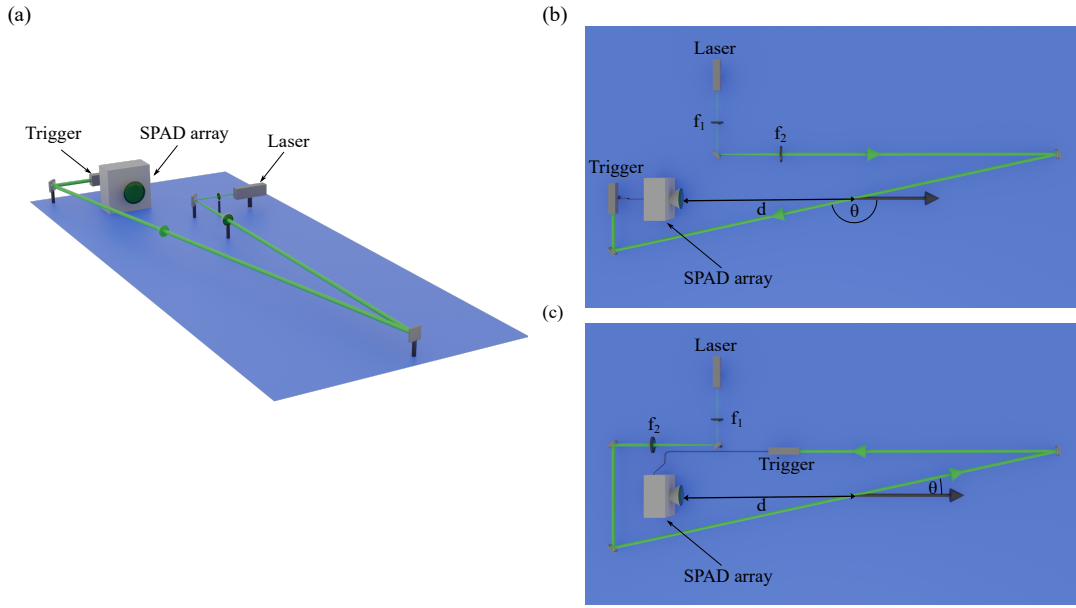 (a)
Trigger
SPAD array
Laser
(b)
Laser
f₁
f₂
Trigger
d
θ
SPAD array
(c)
Laser
f₁
f₂
Trigger
θ
d
SPAD array